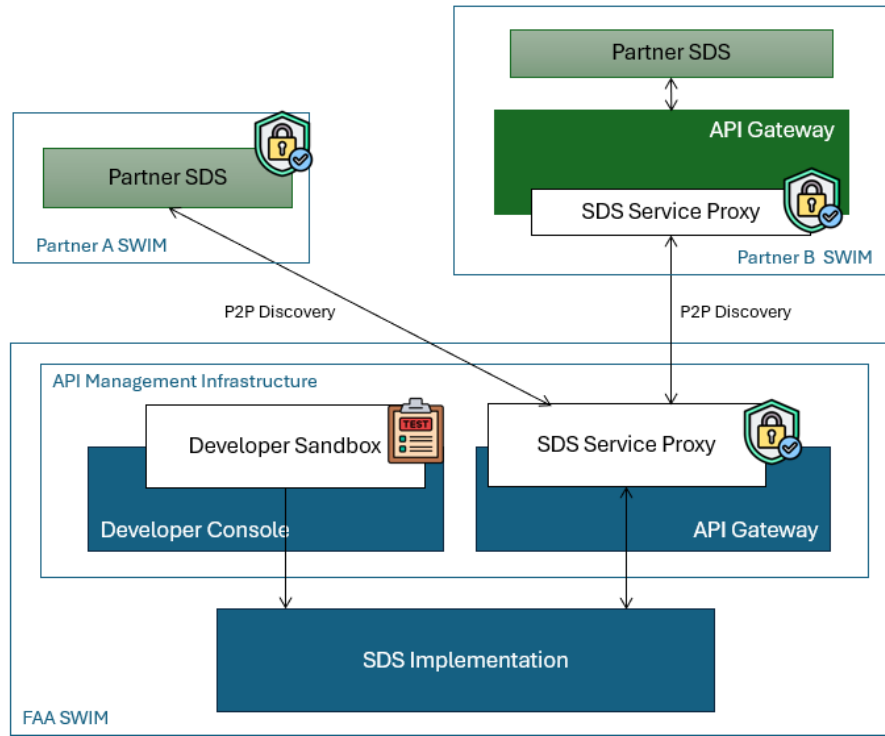 Partner SDS
API Gateway
SDS Service Proxy
Partner B  SWIM
Partner SDS
Partner A SWIM
P2P Discovery
P2P Discovery
API Management Infrastructure
Developer Sandbox
TEST
Developer Console
SDS Service Proxy
API Gateway
SDS Implementation
FAA SWIM